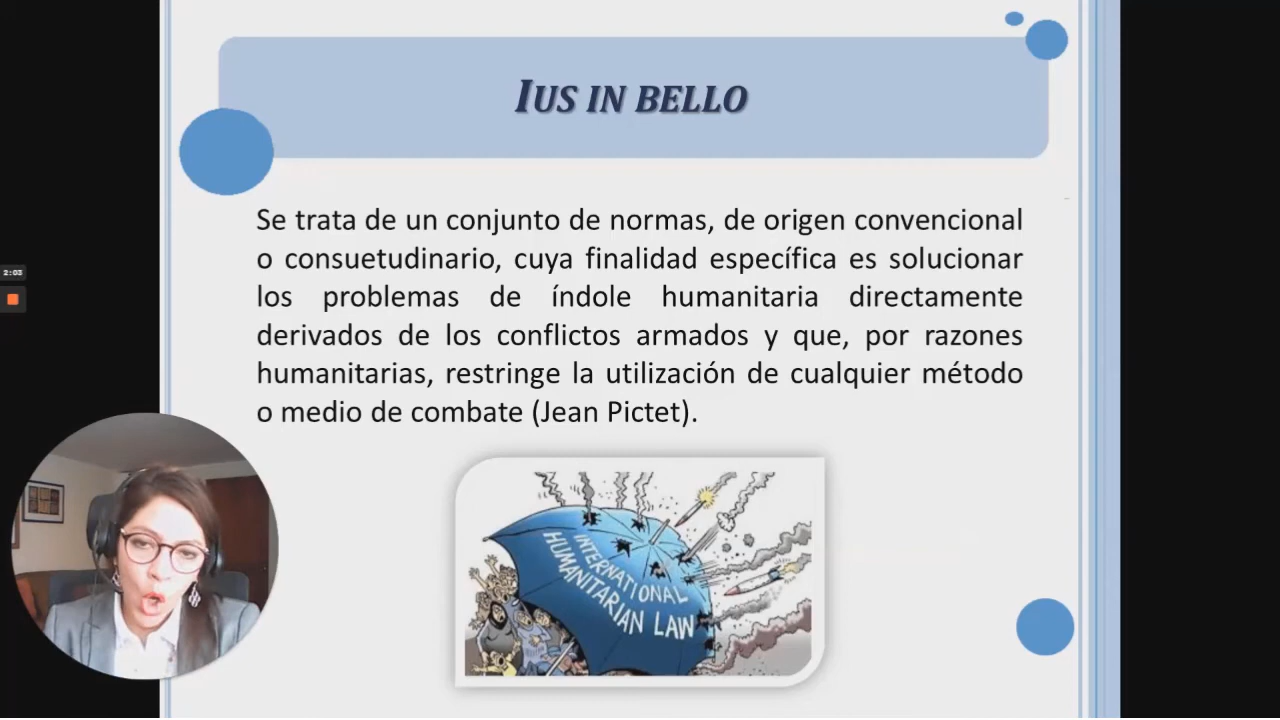 IUS IN BELLO
Se trata de un conjunto de normas, de origen convencional
o consuetudinario, cuya finalidad específica es solucionar
los problemas de índole humanitaria directamente
derivados de los conflictos armados y que, por razones
humanitarias, restringe la utilización de cualquier método
o medio de combate (Jean Pictet).
2:03
INTERNATIONAL
HUMANITARIAN LAW